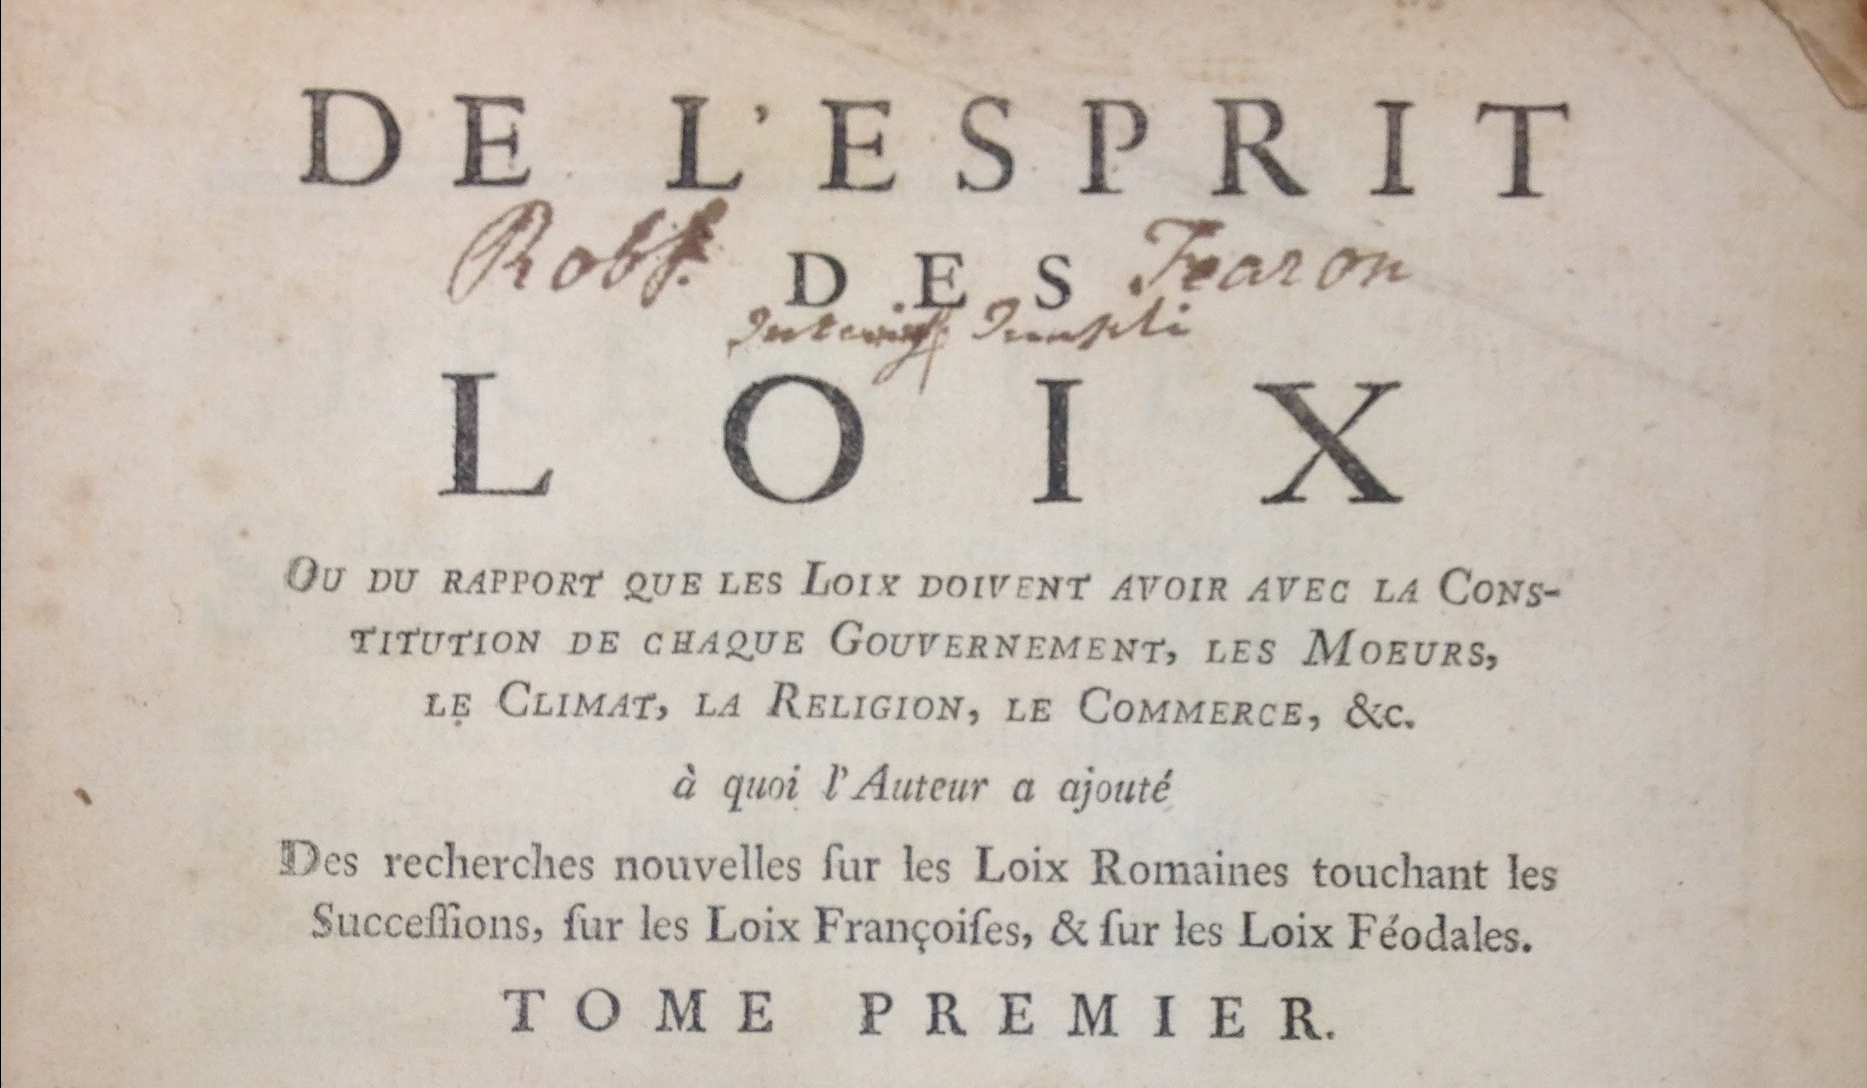 DE L'ESPRIT
Robt. Fearon
DES
Interioris Templi
LOIX
OU DU RAPPORT QUE LES LOIX DOIVENT AVOIR AVEC LA CONS-
TITUTION DE CHAQUE GOUVERNEMENT, LES MOEURS,
LE CLIMAT, LA RELIGION, LE COMMERCE, &c.
à quoi l'Auteur a ajouté
Des recherches nouvelles ſur les Loix Romaines touchant les
Succeſſions, ſur les Loix Françoiſes, & ſur les Loix Féodales.
TOME PREMIER.